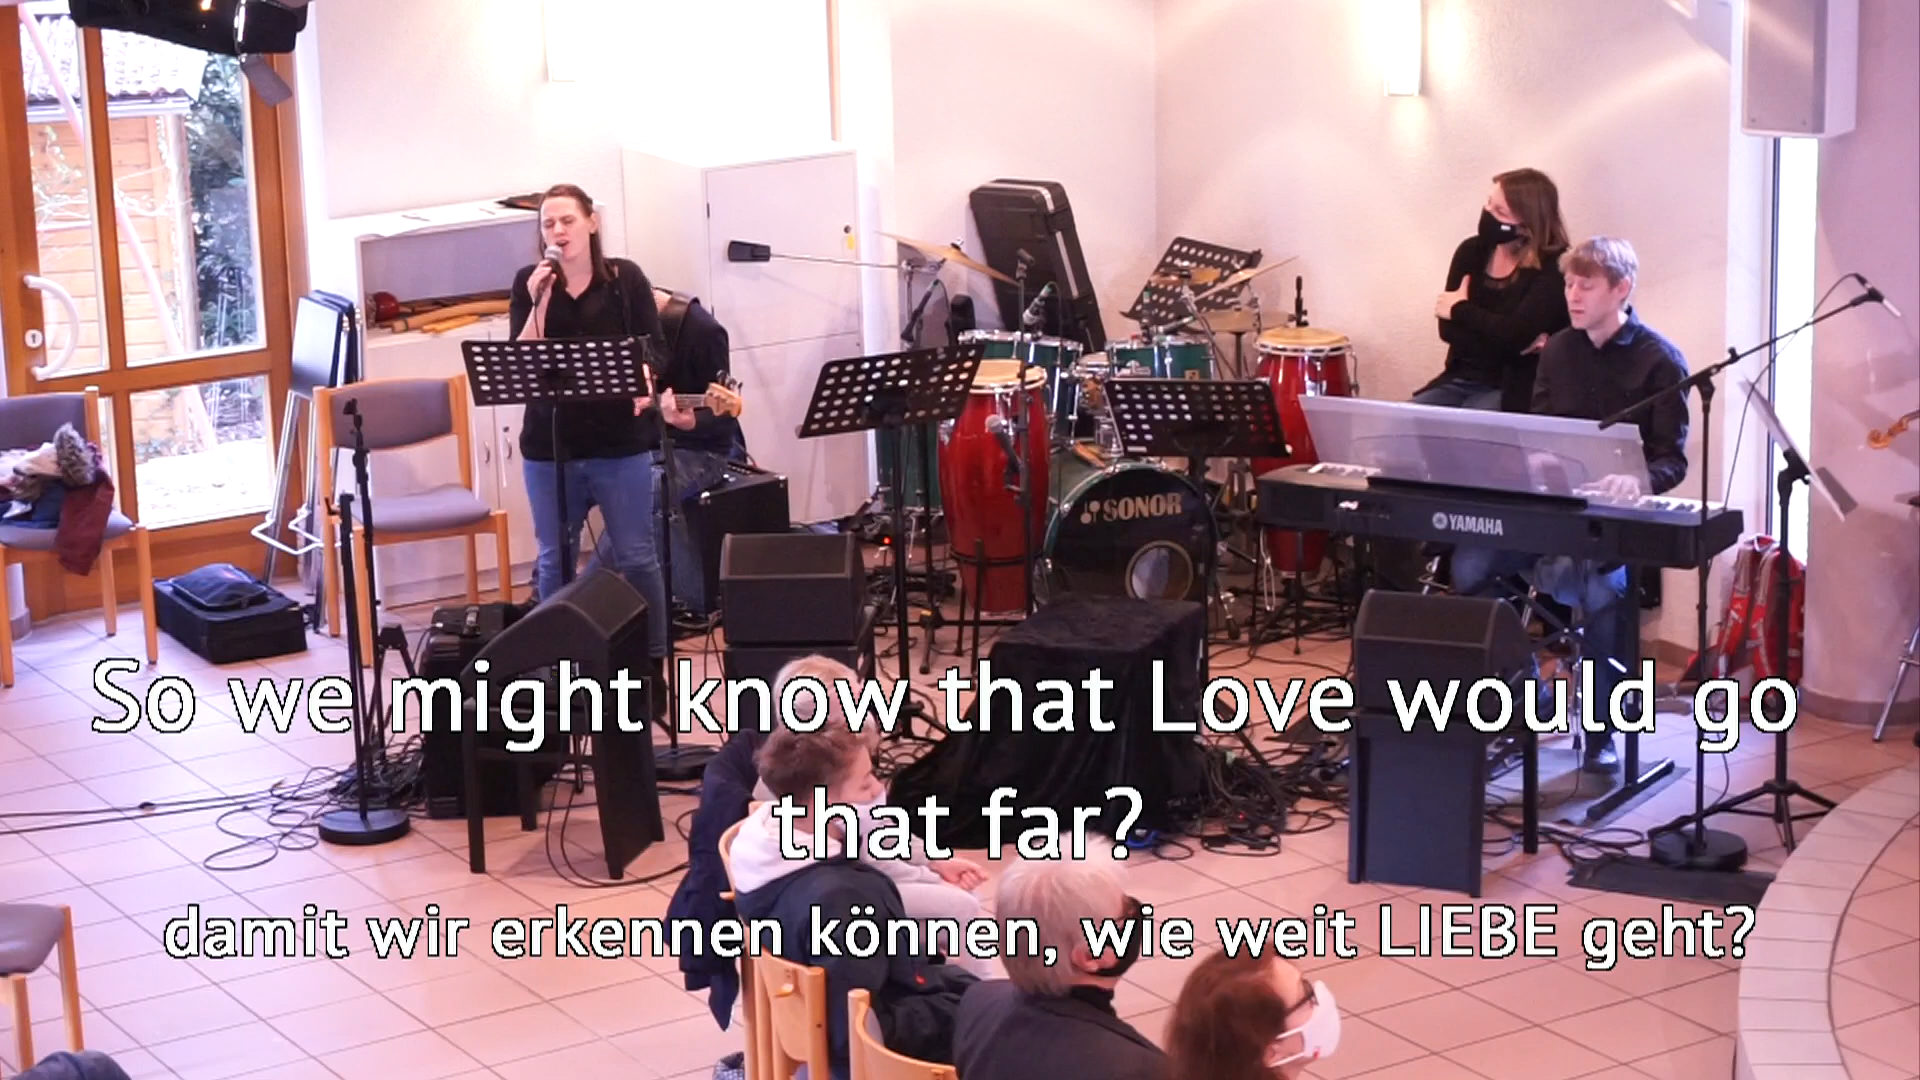 SONOR
YAMAHA
So we might know that Love would go
that far?
damit wir erkennen können, wie weit LIEBE geht?